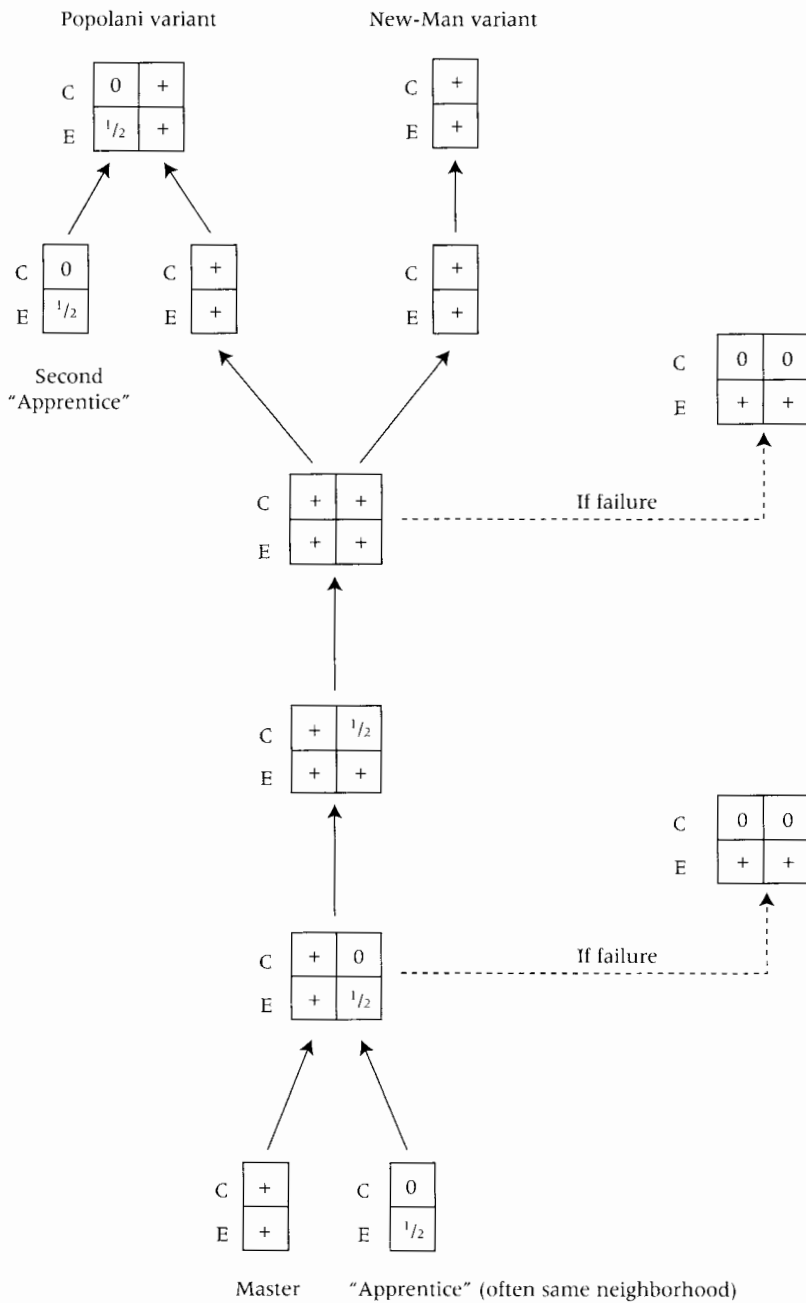 Popolani variant
New-Man variant
C 0 +
E 1/2 +
C +
E +
C 0
E 1/2
C +
E +
C +
E +
Second
"Apprentice"
C 0 0
E + +
C + +
E + +
If failure
C + 1/2
E + +
C 0 0
E + +
C + 0
E + 1/2
If failure
C +
E +
C 0
E 1/2
Master
"Apprentice" (often same neighborhood)